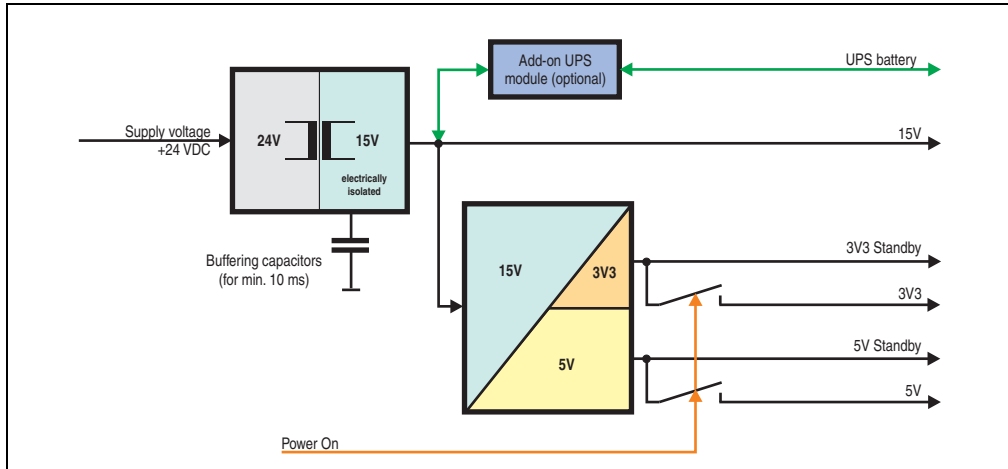 Add-on UPS
module (optional)
UPS battery
Supply voltage
+24 VDC
24V
15V
electrically
isolated
15V
Buffering capacitors
(for min. 10 ms)
15V
3V3
5V
3V3 Standby
3V3
5V Standby
5V
Power On